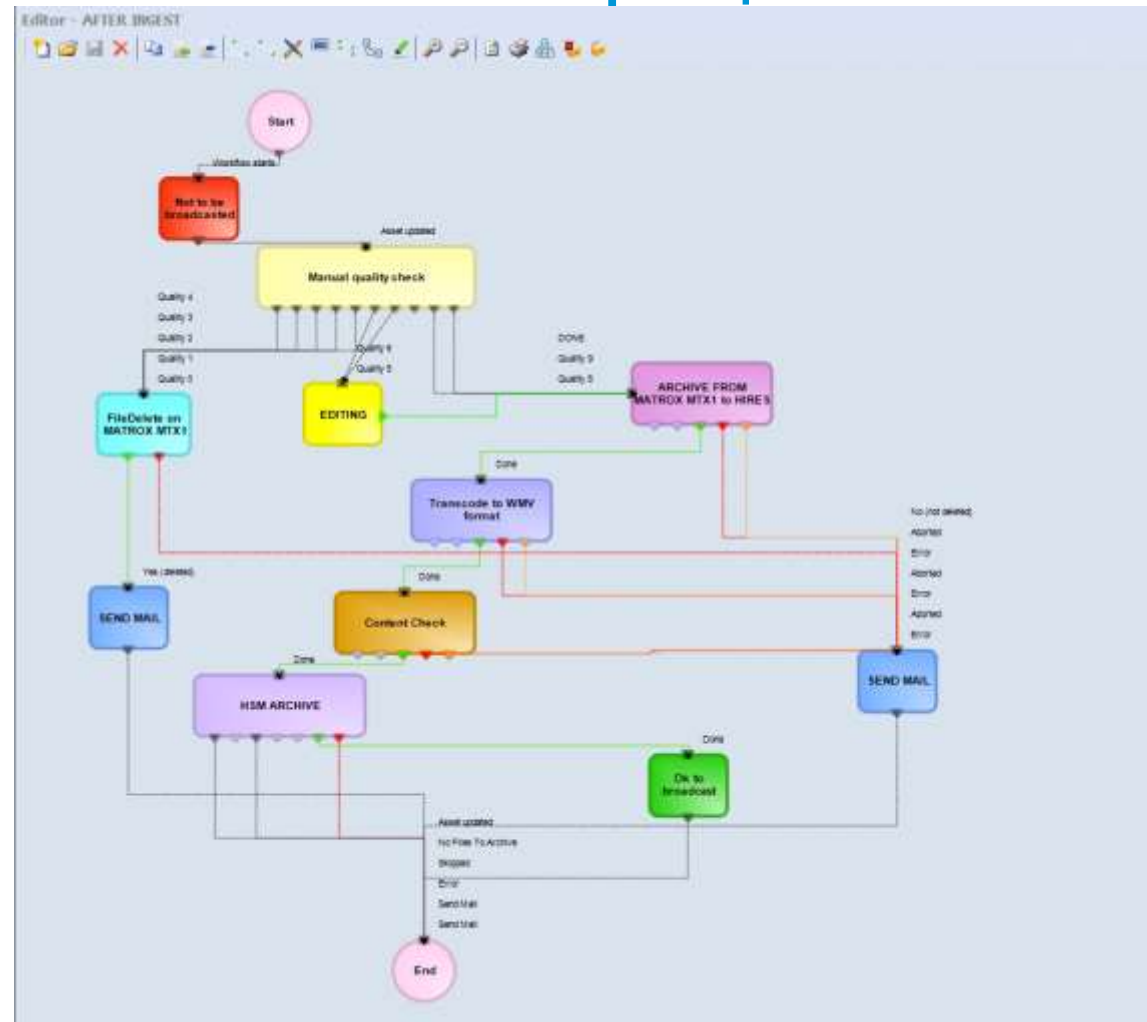 Editor - AFTER INGEST
Start
Workflow starts
Not to be
broadcasted
Asset updated
Manual quality check
Quality 4
Quality 3
Quality 2
Quality 1
Quality 0
Quality 6
Quality 5
DONE
Quality 9
EDITING
ARCHIVE FROM
MATROX MTX1 to HIRES
FileDelete on
MATROX MTX1
Done
Transcode to WMV
format
No (not deleted)
Aborted
Error
Aborted
Error
Aborted
Error
Yes (deleted)
Done
SEND MAIL
Content Check
Done
SEND MAIL
HSM ARCHIVE
Done
Ok to
broadcast
Asset updated
No Files To Archive
Skipped
Error
Send Mail
Send Mail
End